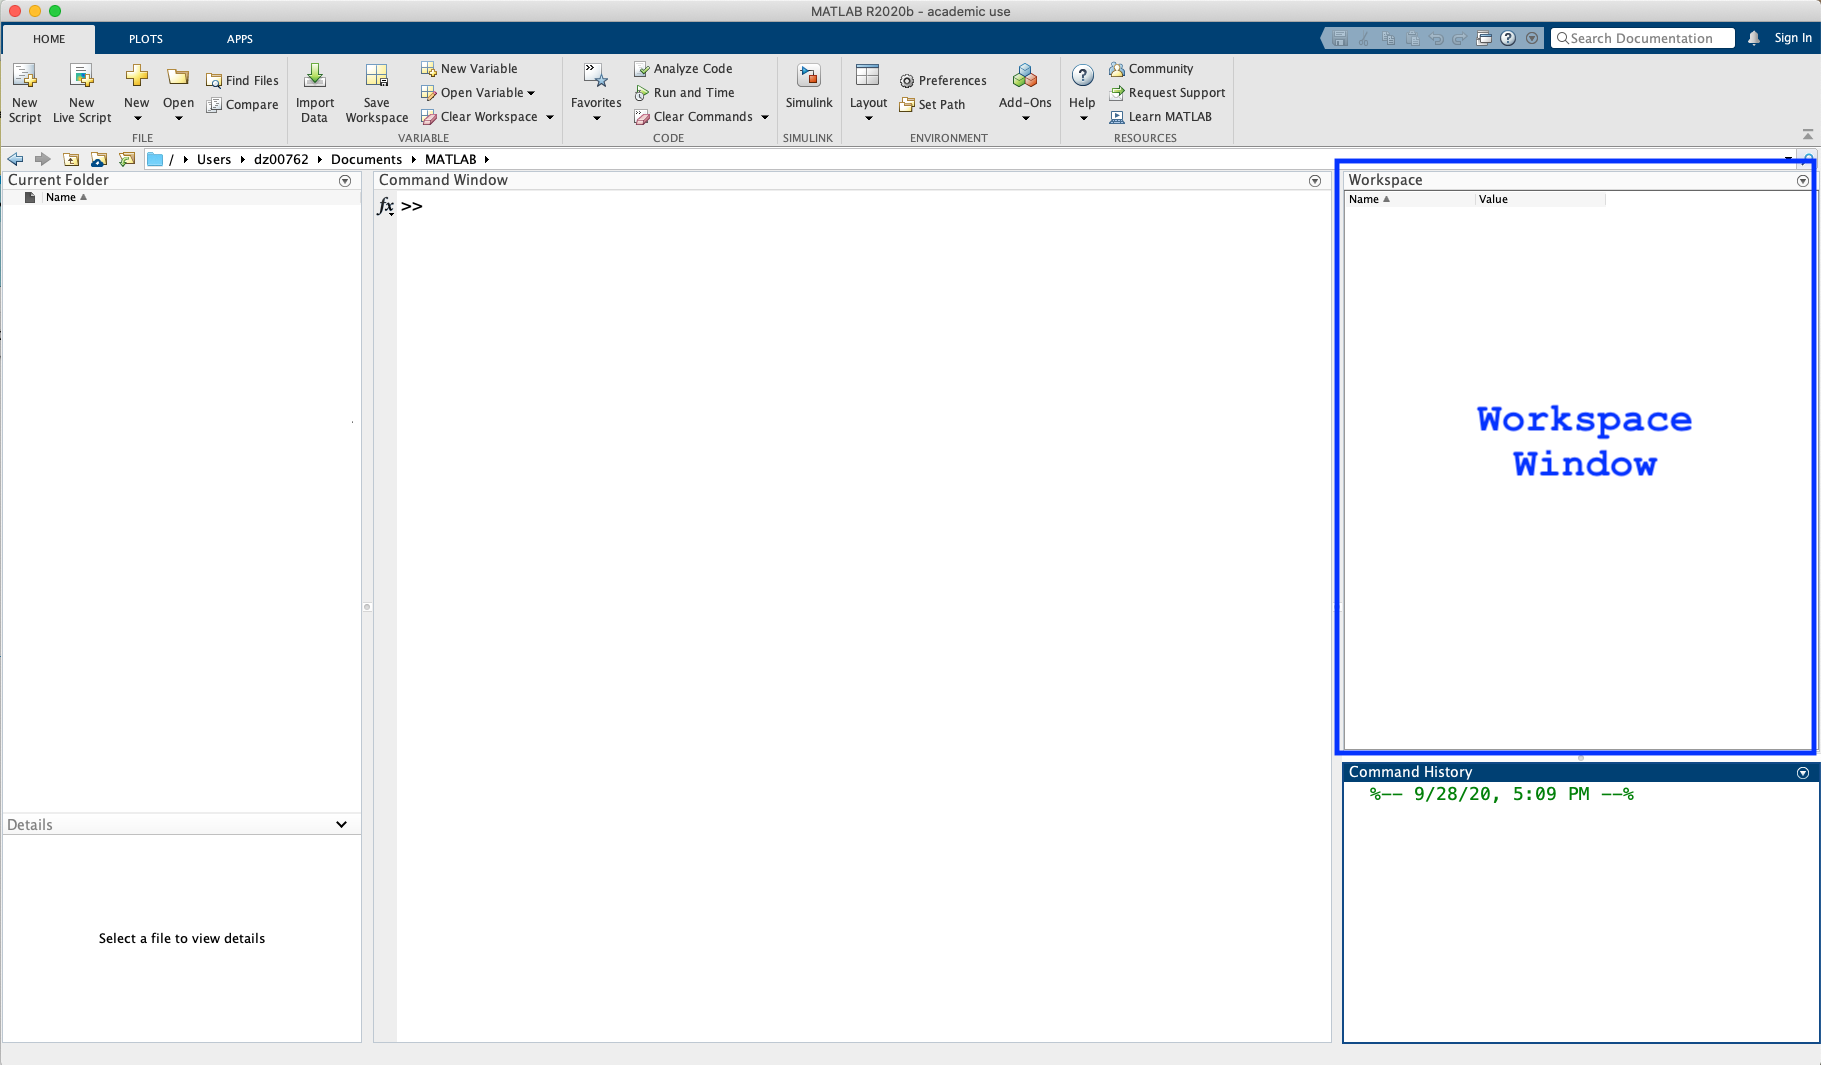 MATLAB R2020b - academic use
HOME PLOTS APPS
Search Documentation
Sign In
New Script
New Live Script
New
Open
Find Files
Compare
FILE
Import Data
Save Workspace
New Variable
Open Variable
Clear Workspace
VARIABLE
Favorites
Analyze Code
Run and Time
Clear Commands
CODE
Simulink
SIMULINK
Layout
Preferences
Set Path
Add-Ons
ENVIRONMENT
Help
Community
Request Support
Learn MATLAB
RESOURCES
/ Users dz00762 Documents MATLAB
Current Folder
Name
Details
Select a file to view details
Command Window
fx >>
Workspace
Name Value
Workspace
Window
Command History
%-- 9/28/20, 5:09 PM --%